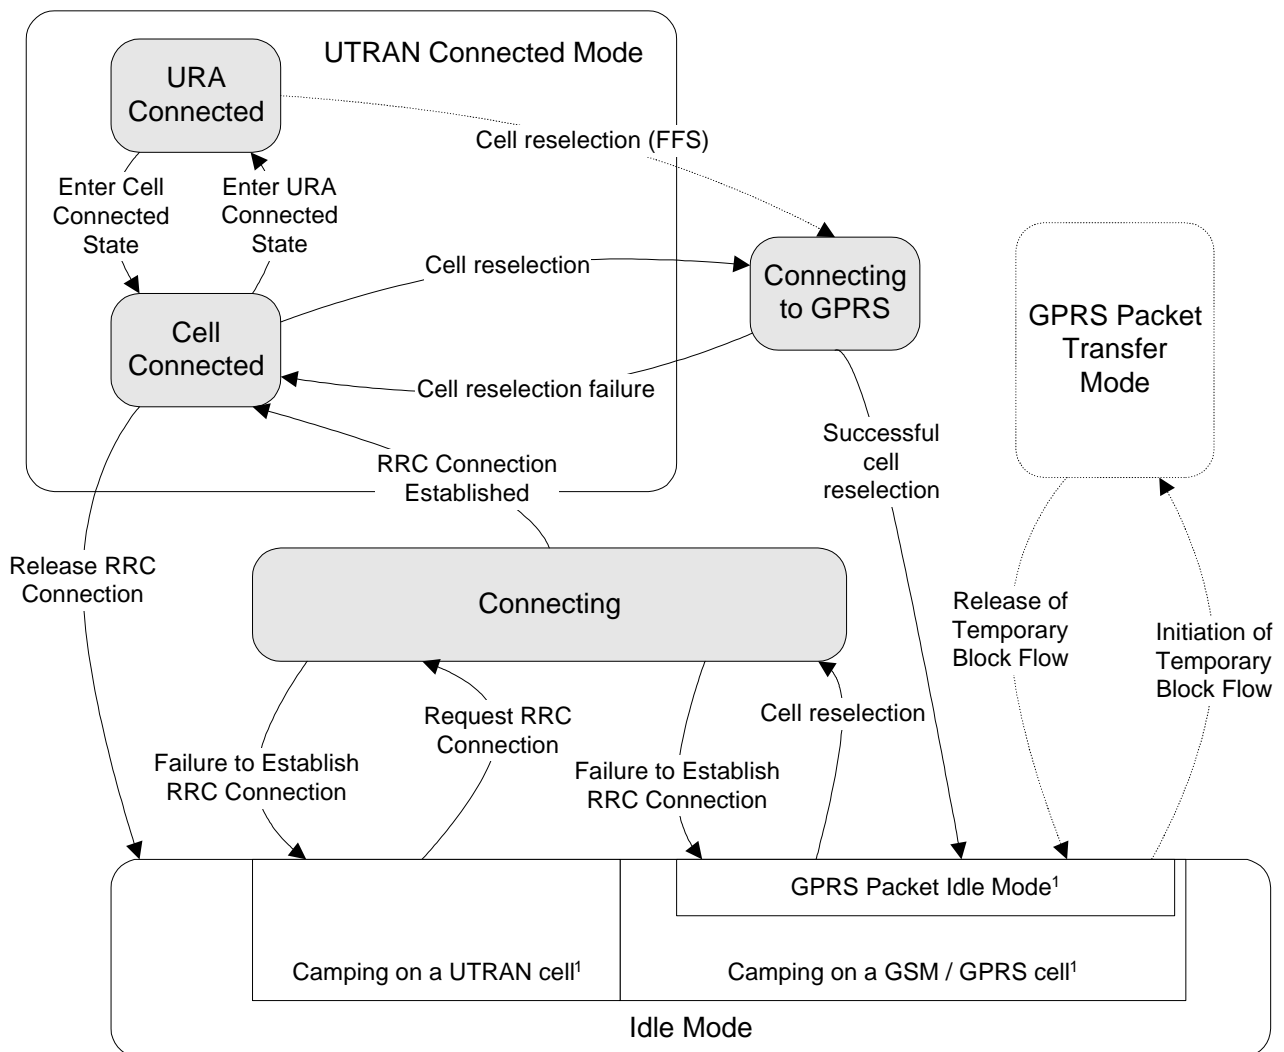 UTRAN Connected Mode
URA
Connected
Cell reselection (FFS)
Enter Cell
Connected
State
Enter URA
Connected
State
Cell reselection
Connecting
to GPRS
GPRS Packet
Transfer
Mode
Cell
Connected
Cell reselection failure
Successful
cell
reselection
RRC Connection
Established
Release RRC
Connection
Connecting
Release of
Temporary
Block Flow
Initiation of
Temporary
Block Flow
Request RRC
Connection
Cell reselection
Failure to Establish
RRC Connection
Failure to Establish
RRC Connection
GPRS Packet Idle Mode¹
Camping on a UTRAN cell¹
Camping on a GSM / GPRS cell¹
Idle Mode